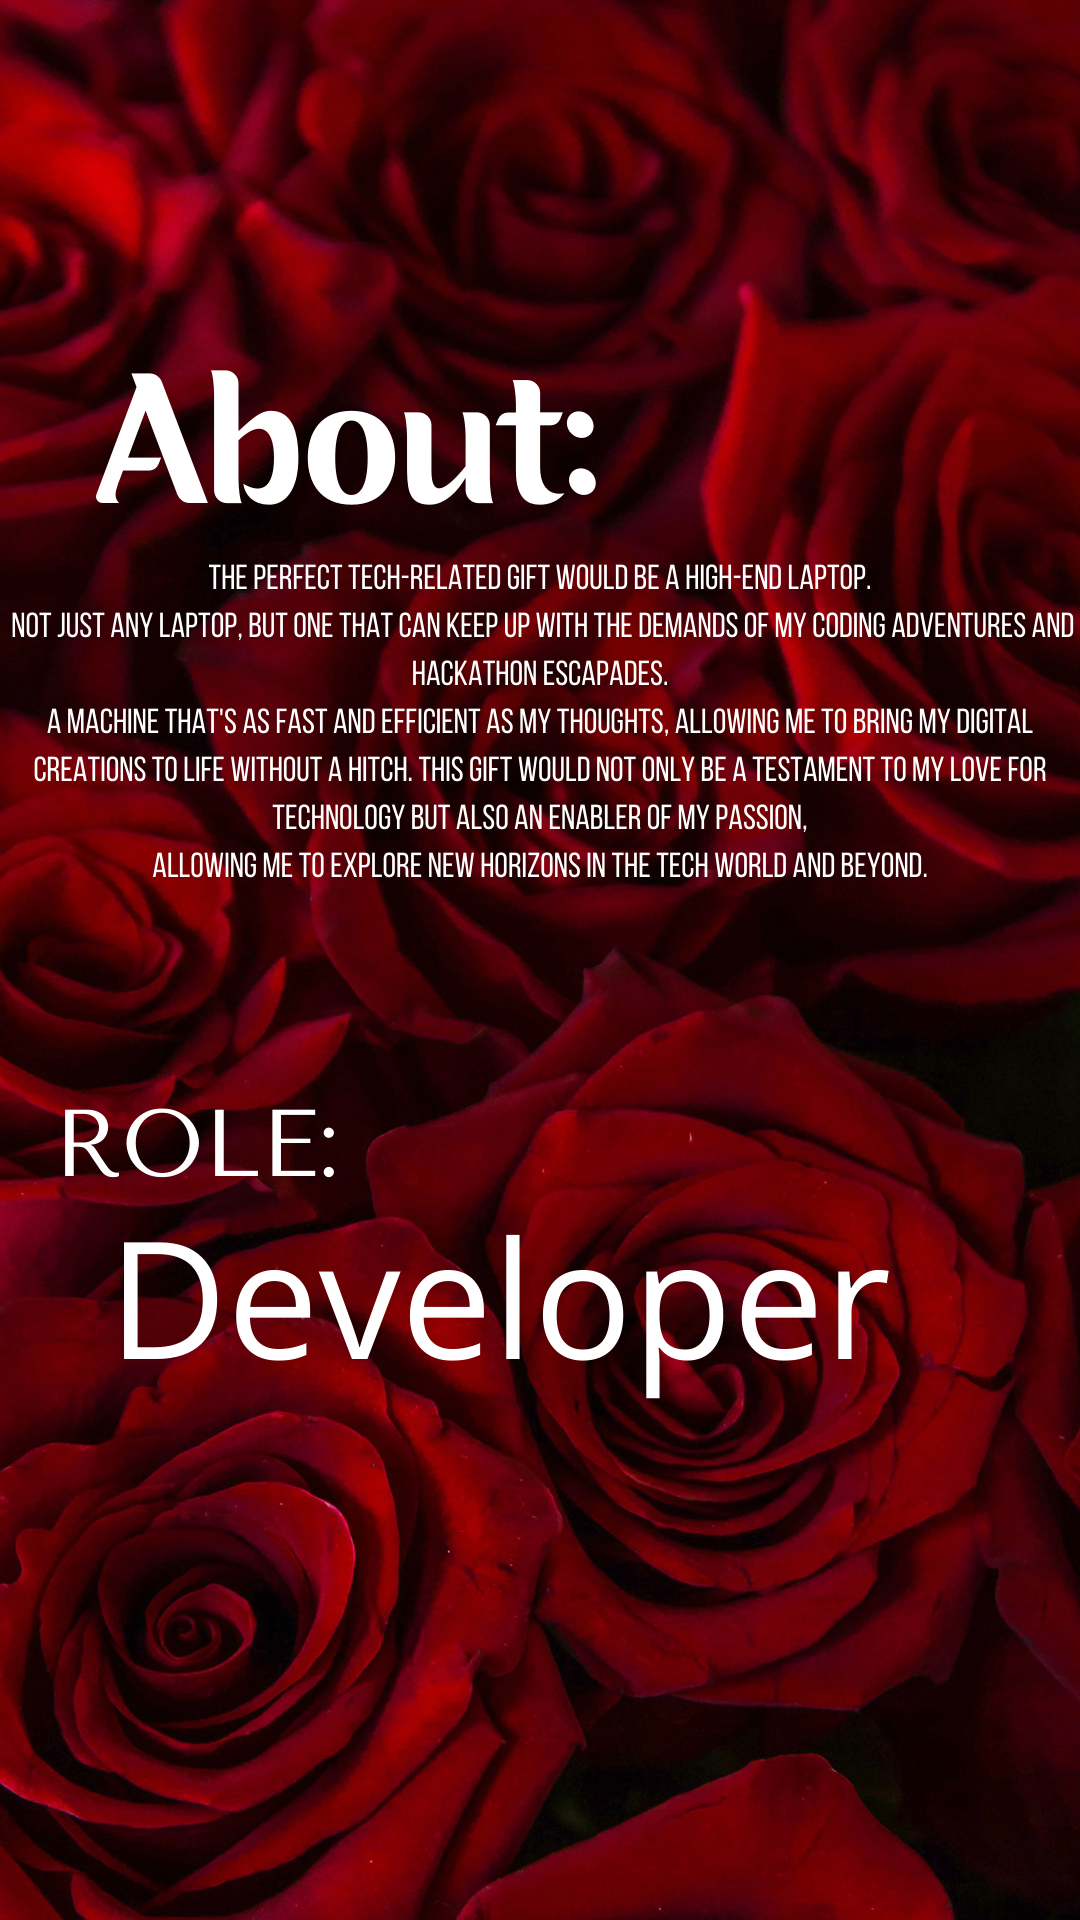 About:
THE PERFECT TECH-RELATED GIFT WOULD BE A HIGH-END LAPTOP.
NOT JUST ANY LAPTOP, BUT ONE THAT CAN KEEP UP WITH THE DEMANDS OF MY CODING ADVENTURES AND
HACKATHON ESCAPADES.
A MACHINE THAT'S AS FAST AND EFFICIENT AS MY THOUGHTS, ALLOWING ME TO BRING MY DIGITAL
CREATIONS TO LIFE WITHOUT A HITCH. THIS GIFT WOULD NOT ONLY BE A TESTAMENT TO MY LOVE FOR
TECHNOLOGY BUT ALSO AN ENABLER OF MY PASSION,
ALLOWING ME TO EXPLORE NEW HORIZONS IN THE TECH WORLD AND BEYOND.
ROLE:
Developer